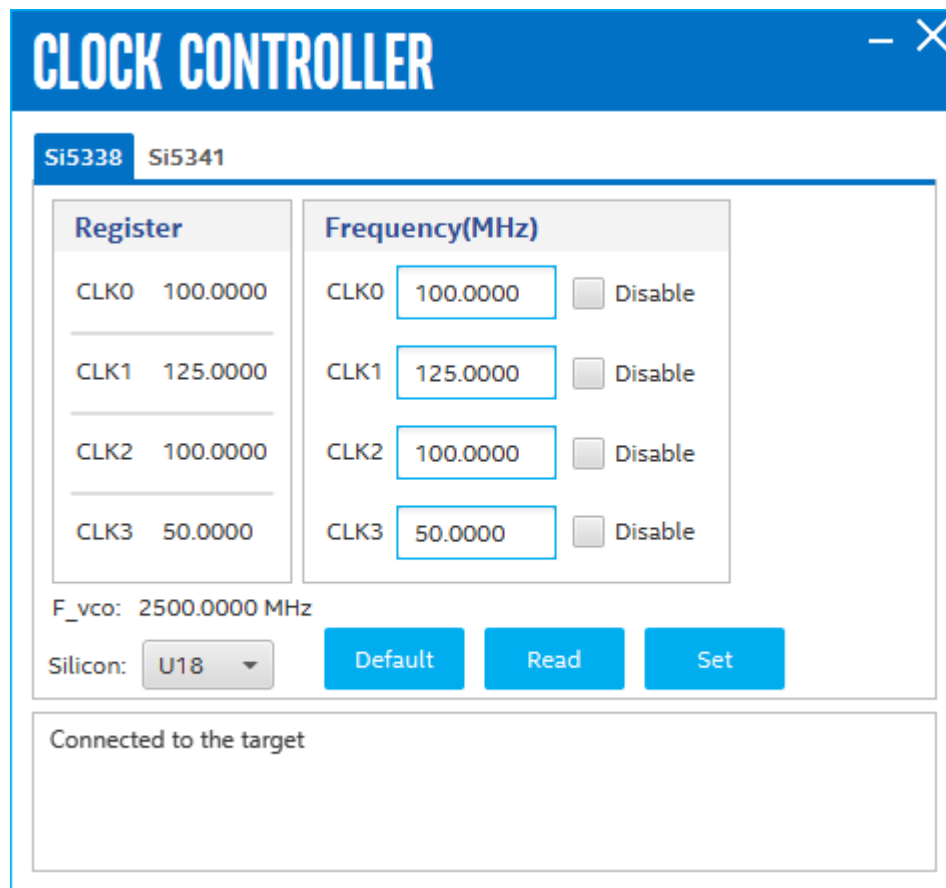 CLOCK CONTROLLER
Si5338 Si5341
Register Frequency(MHz)
CLK0 100.0000 CLK0 100.0000 Disable
CLK1 125.0000 CLK1 125.0000 Disable
CLK2 100.0000 CLK2 100.0000 Disable
CLK3 50.0000 CLK3 50.0000 Disable
F_vco: 2500.0000 MHz
Silicon: U18 Default Read Set
Connected to the target